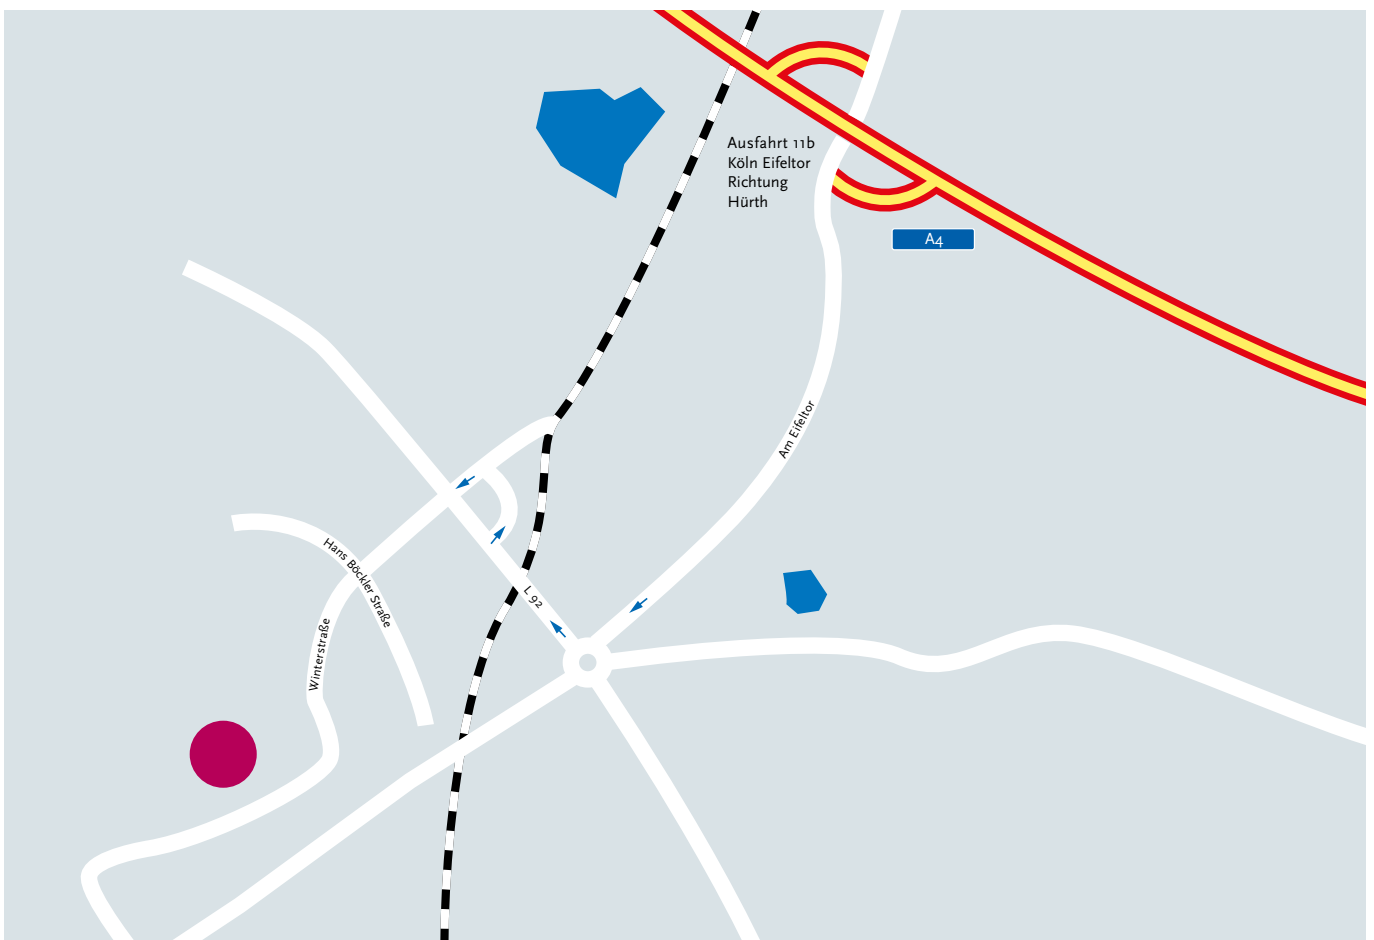 Ausfahrt 11b
Köln Eifeltor
Richtung
Hürth
A4
Am Eifeltor
Hans Böckler Straße
L 92
Winterstraße